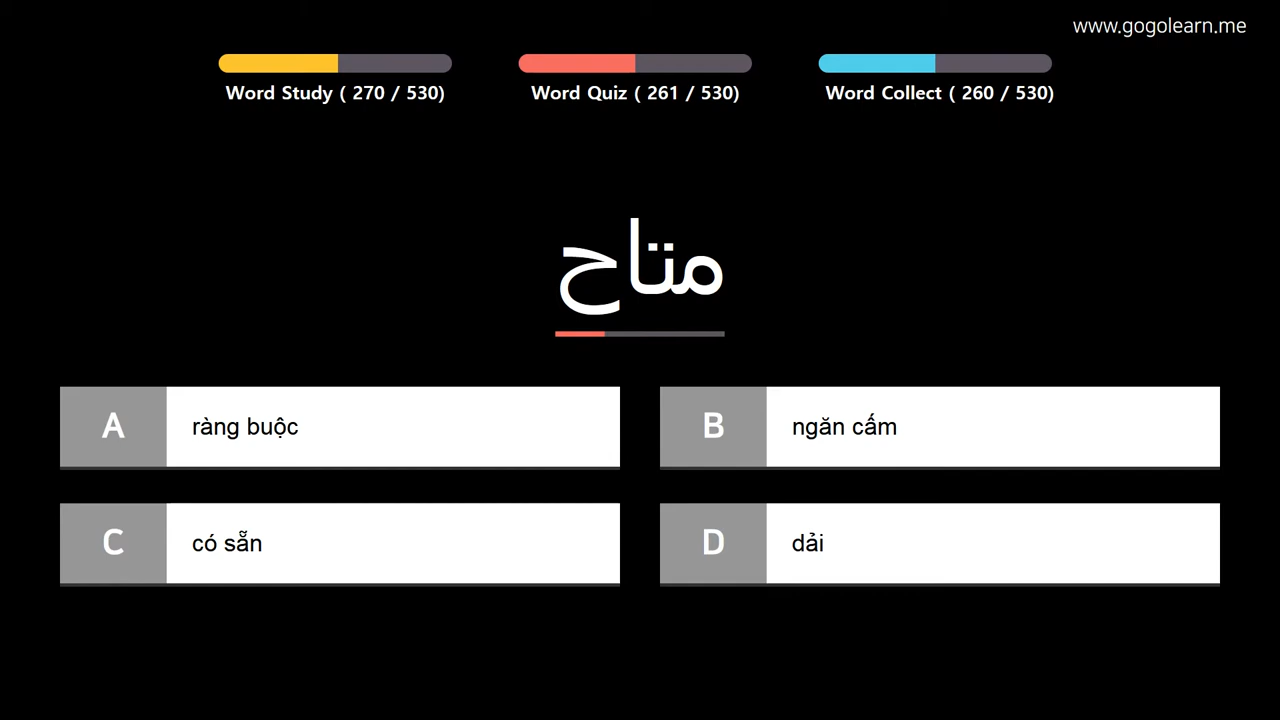 www.gogolearn.me
Word Study ( 270 / 530)
Word Quiz ( 261 / 530)
Word Collect ( 260 / 530)
متاح
A
ràng buộc
B
ngăn cấm
C
có sẵn
D
dải